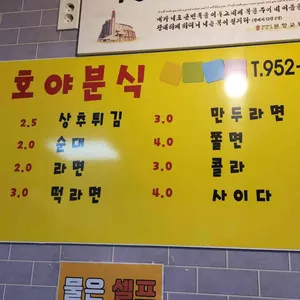 호야분식 T.952-
2.5 상추튀김 3.0 만두라면
2.0 순대 4.0 쫄면
2.0 라면 3.0 콜라
3.0 떡라면 4.0 사이다
물은 셀프